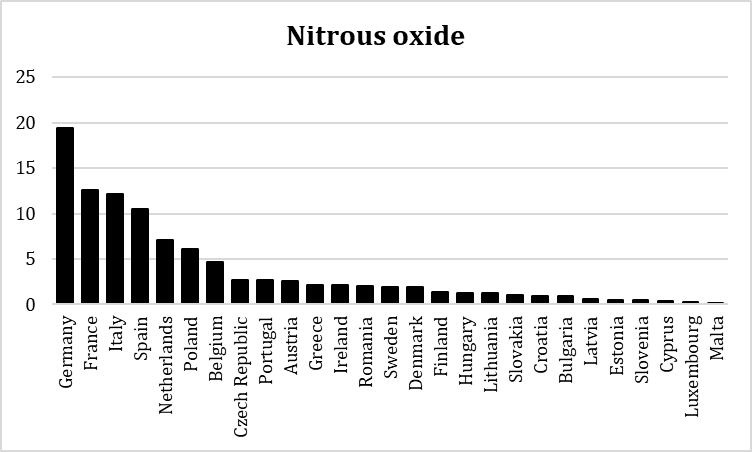 Nitrous oxide
25
20
15
10
5
0
Germany
France
Italy
Spain
Netherlands
Poland
Belgium
Czech Republic
Portugal
Austria
Greece
Ireland
Romania
Sweden
Denmark
Finland
Hungary
Lithuania
Slovakia
Croatia
Bulgaria
Latvia
Estonia
Slovenia
Cyprus
Luxembourg
Malta